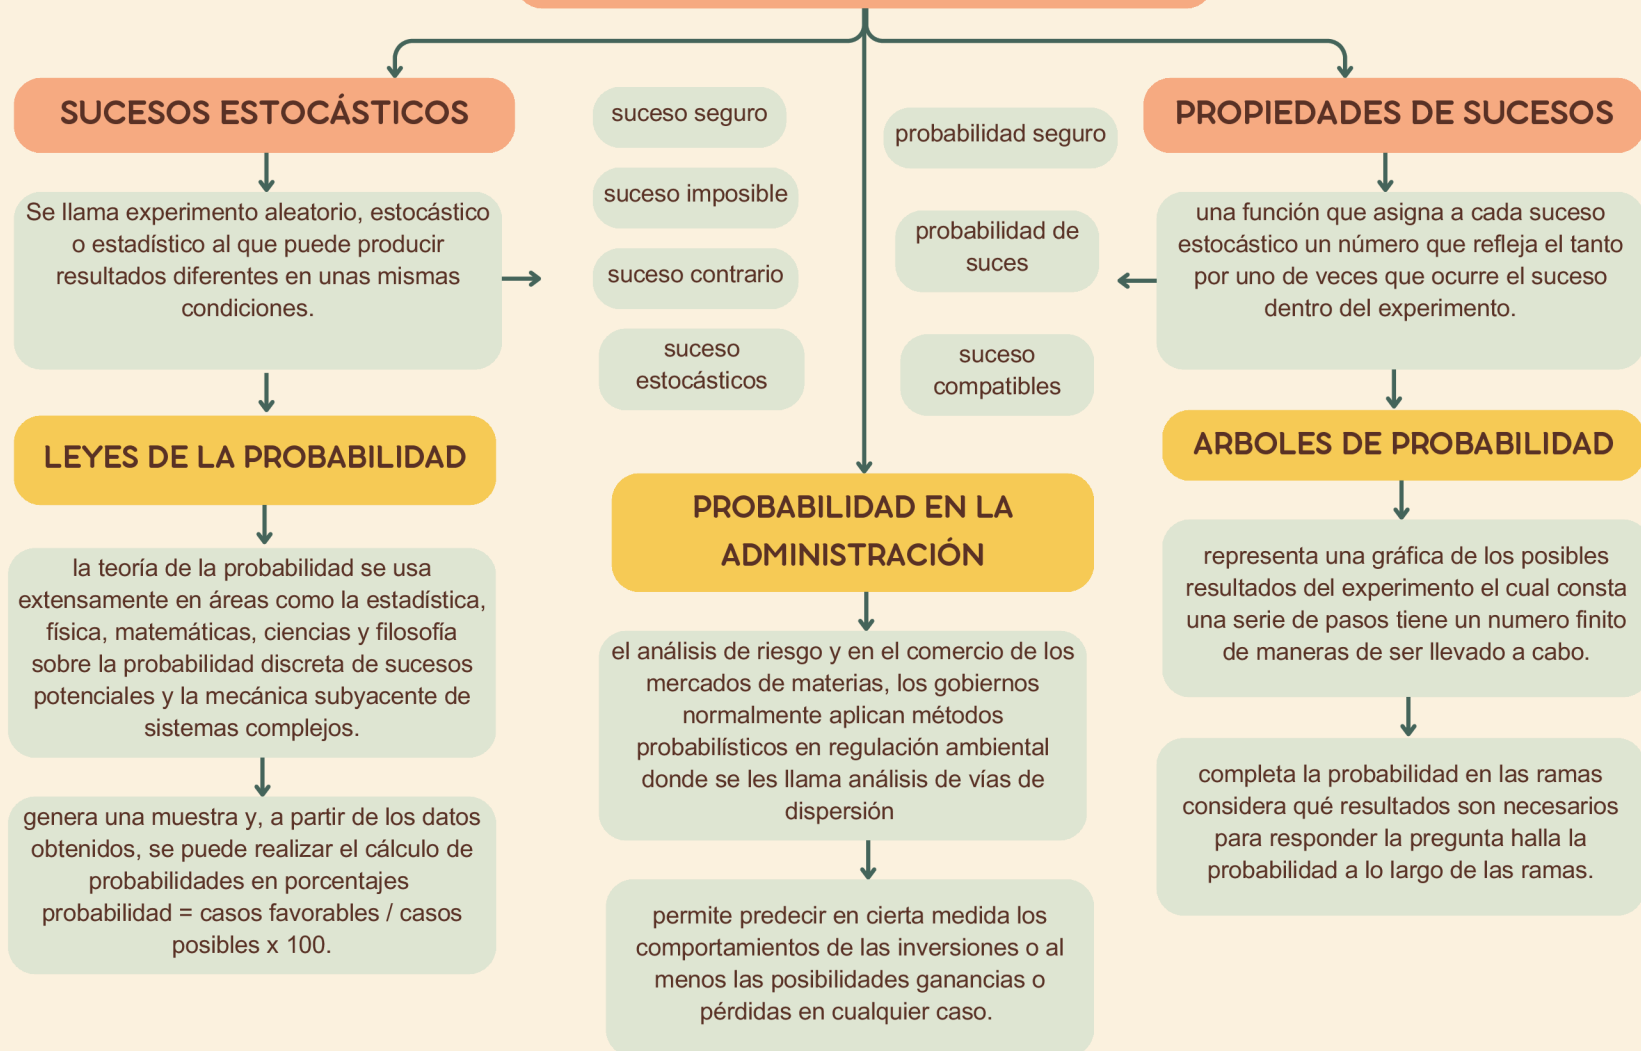 SUCESOS ESTOCÁSTICOS
Se llama experimento aleatorio, estocástico
o estadístico al que puede producir
resultados diferentes en unas mismas
condiciones.
suceso seguro
suceso imposible
suceso contrario
suceso
estocásticos
probabilidad seguro
probabilidad de
suces
suceso
compatibles
PROPIEDADES DE SUCESOS
una función que asigna a cada suceso
estocástico un número que refleja el tanto
por uno de veces que ocurre el suceso
dentro del experimento.
LEYES DE LA PROBABILIDAD
la teoría de la probabilidad se usa
extensamente en áreas como la estadística,
física, matemáticas, ciencias y filosofía
sobre la probabilidad discreta de sucesos
potenciales y la mecánica subyacente de
sistemas complejos.
genera una muestra y, a partir de los datos
obtenidos, se puede realizar el cálculo de
probabilidades en porcentajes
probabilidad = casos favorables / casos
posibles x 100.
PROBABILIDAD EN LA
ADMINISTRACIÓN
el análisis de riesgo y en el comercio de los
mercados de materias, los gobiernos
normalmente aplican métodos
probabilísticos en regulación ambiental
donde se les llama análisis de vías de
dispersión
permite predecir en cierta medida los
comportamientos de las inversiones o al
menos las posibilidades ganancias o
pérdidas en cualquier caso.
ARBOLES DE PROBABILIDAD
representa una gráfica de los posibles
resultados del experimento el cual consta
una serie de pasos tiene un numero finito
de maneras de ser llevado a cabo.
completa la probabilidad en las ramas
considera qué resultados son necesarios
para responder la pregunta halla la
probabilidad a lo largo de las ramas.